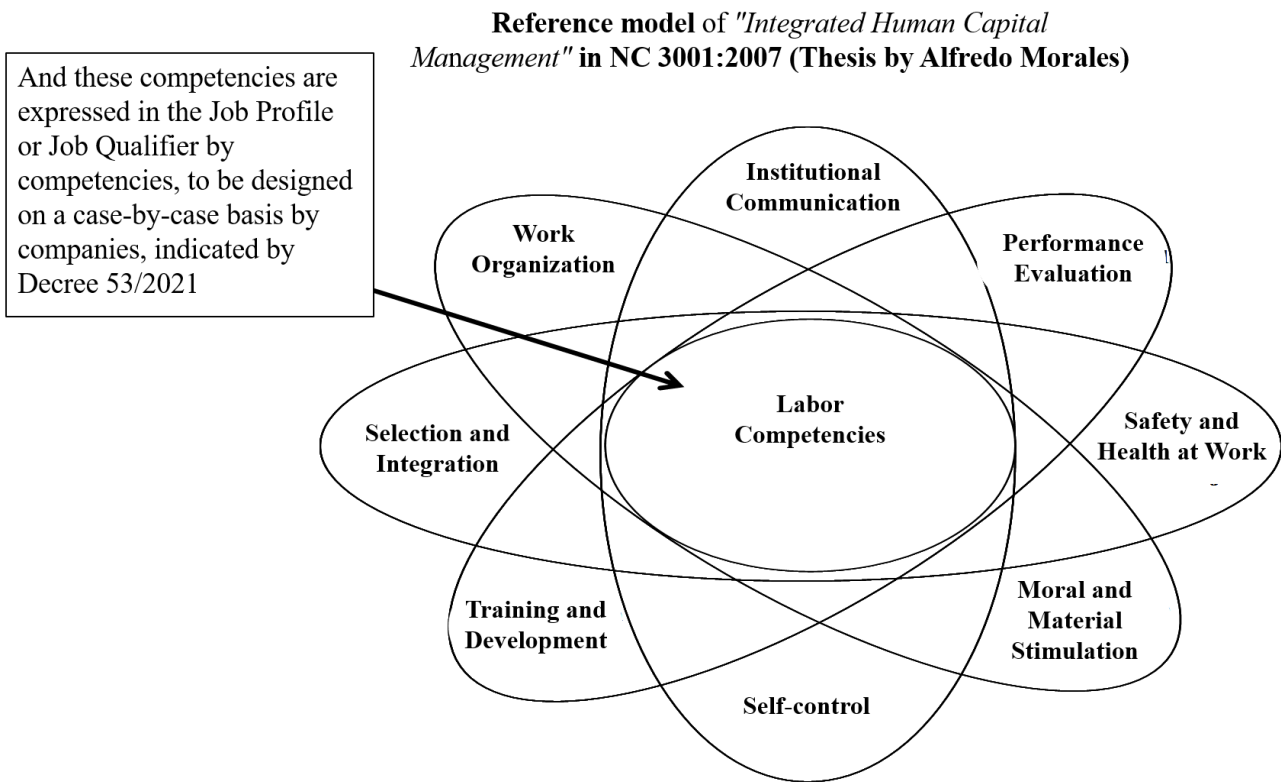 Reference model of "Integrated Human Capital
Management" in NC 3001:2007 (Thesis by Alfredo Morales)
And these competencies are
expressed in the Job Profile
or Job Qualifier by
competencies, to be designed
on a case-by-case basis by
companies, indicated by
Decree 53/2021
Institutional
Communication
Work
Organization
Performance
Evaluation
Labor
Competencies
Selection and
Integration
Safety and
Health at Work
Training and
Development
Moral and
Material
Stimulation
Self-control